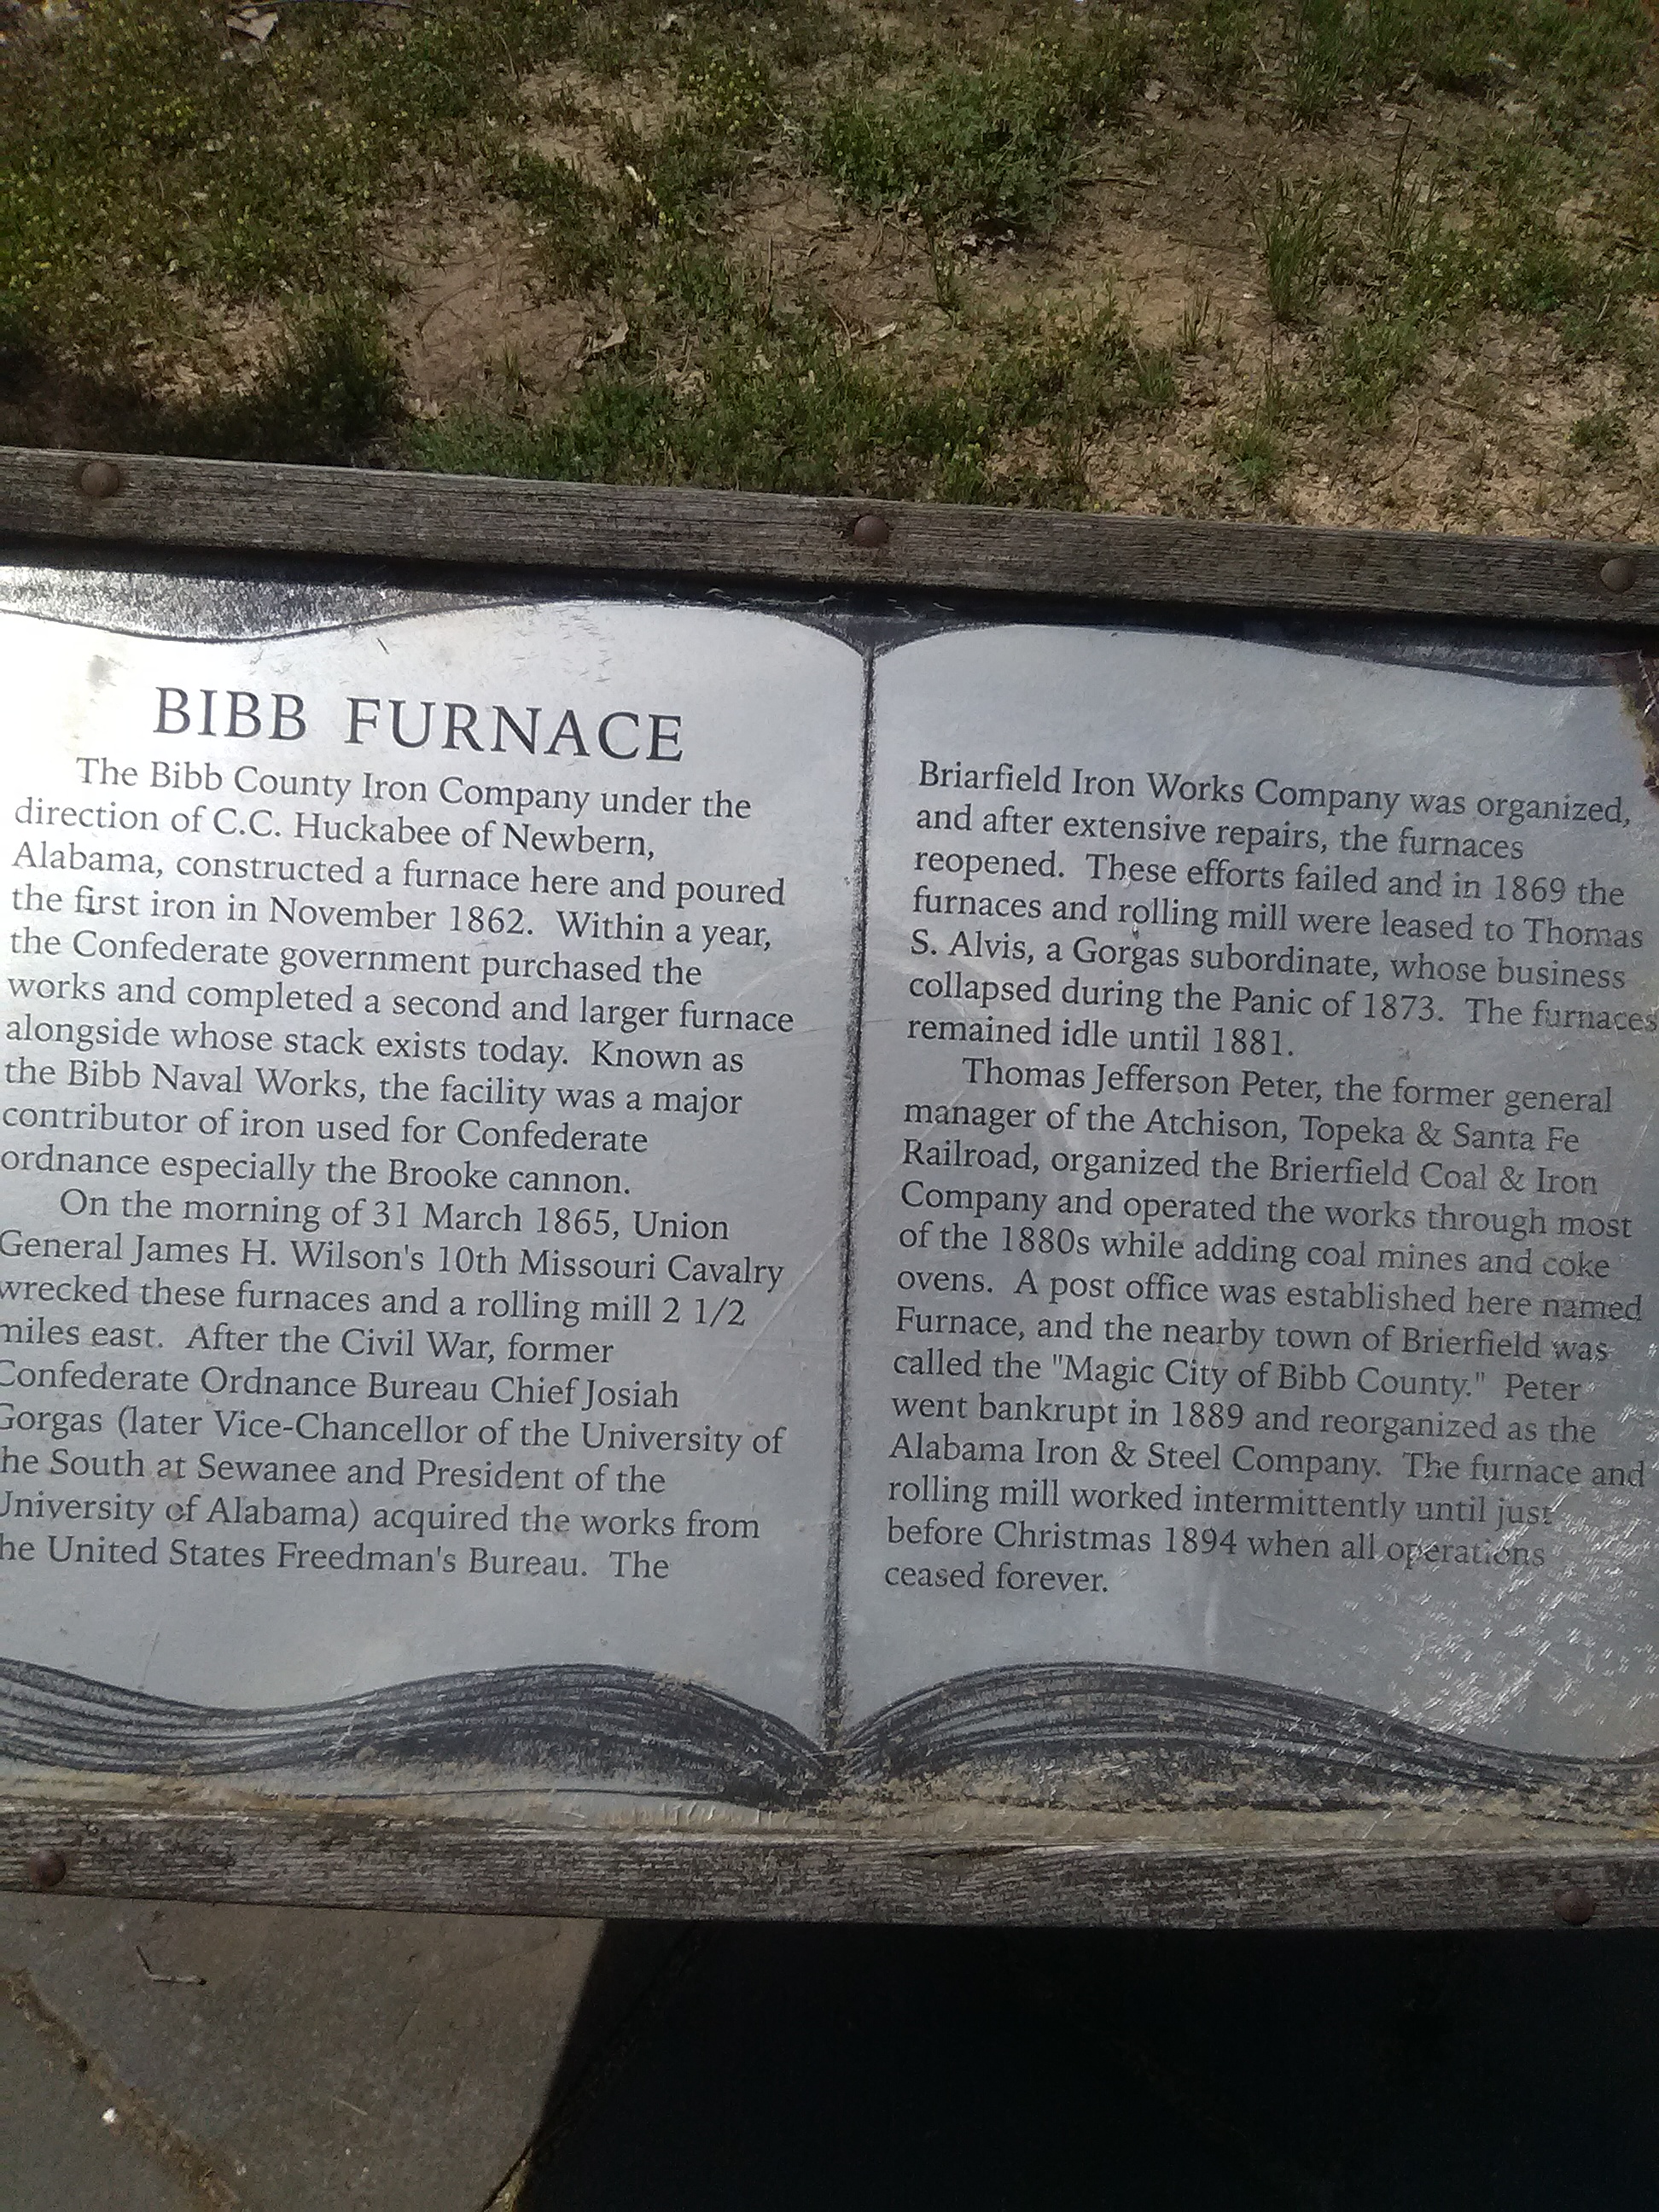 BIBB FURNACE
The Bibb County Iron Company under the
direction of C.C. Huckabee of Newbern,
Alabama, constructed a furnace here and poured
the first iron in November 1862. Within a year,
the Confederate government purchased the
works and completed a second and larger furnace
alongside whose stack exists today. Known as
the Bibb Naval Works, the facility was a major
contributor of iron used for Confederate
ordnance especially the Brooke cannon.
On the morning of 31 March 1865, Union
General James H. Wilson's 10th Missouri Cavalry
wrecked these furnaces and a rolling mill 2 1/2
miles east. After the Civil War, former
Confederate Ordnance Bureau Chief Josiah
Gorgas (later Vice-Chancellor of the University of
the South at Sewanee and President of the
University of Alabama) acquired the works from
the United States Freedman's Bureau. The
Briarfield Iron Works Company was organized,
and after extensive repairs, the furnaces
reopened. These efforts failed and in 1869 the
furnaces and rolling mill were leased to Thomas
S. Alvis, a Gorgas subordinate, whose business
collapsed during the Panic of 1873. The furnaces
remained idle until 1881.
Thomas Jefferson Peter, the former general
manager of the Atchison, Topeka & Santa Fe
Railroad, organized the Brierfield Coal & Iron
Company and operated the works through most
of the 1880s while adding coal mines and coke
ovens. A post office was established here named
Furnace, and the nearby town of Brierfield was
called the "Magic City of Bibb County." Peter
went bankrupt in 1889 and reorganized as the
Alabama Iron & Steel Company. The furnace and
rolling mill worked intermittently until just
before Christmas 1894 when all operations
ceased forever.